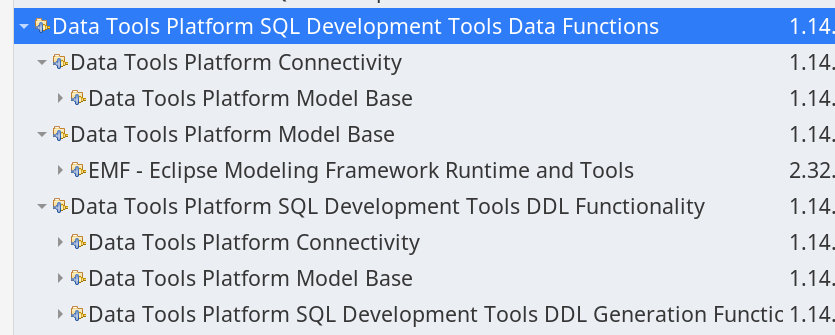 Data Tools Platform SQL Development Tools Data Functions 1.14.
Data Tools Platform Connectivity 1.14.
Data Tools Platform Model Base 1.14.
Data Tools Platform Model Base 1.14.
EMF - Eclipse Modeling Framework Runtime and Tools 2.32.
Data Tools Platform SQL Development Tools DDL Functionality 1.14.
Data Tools Platform Connectivity 1.14.
Data Tools Platform Model Base 1.14.
Data Tools Platform SQL Development Tools DDL Generation Functic 1.14.